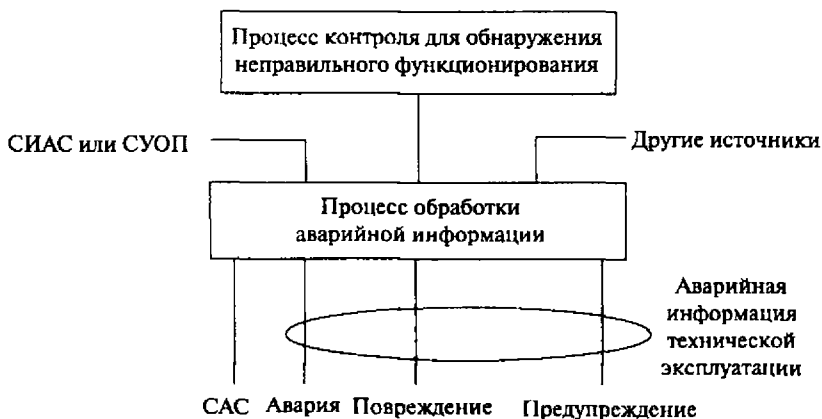 Процесс контроля для обнаружения
неправильного функционирования
СИАС или СУОП
Другие источники
Процесс обработки
аварийной информации
Аварийная
информация
технической
эксплуатации
САС Авария Повреждение Предупреждение